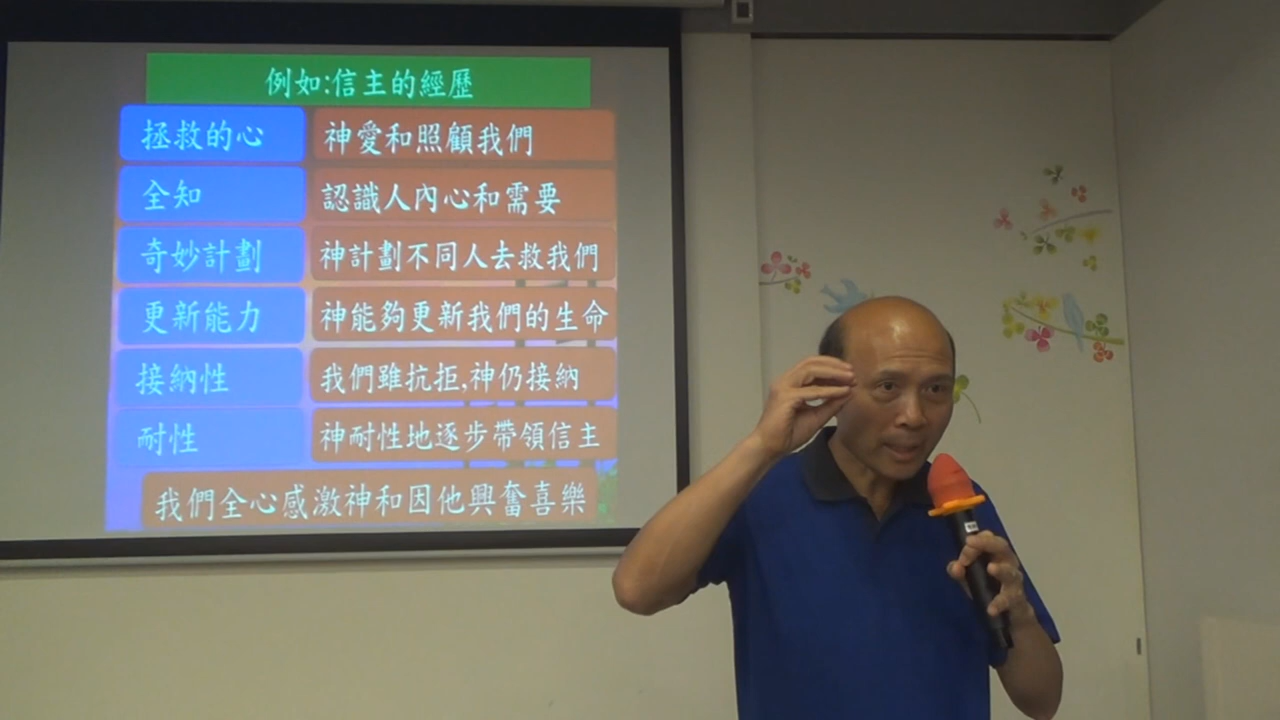 例如:信主的經歷
拯救的心 神愛和照顧我們
全知 認識人內心和需要
奇妙計劃 神計劃不同人去救我們
更新能力 神能夠更新我們的生命
接納性 我們雖抗拒,神仍接納
耐性 神耐性地逐步帶領信主
我們全心感激神和因他興奮喜樂